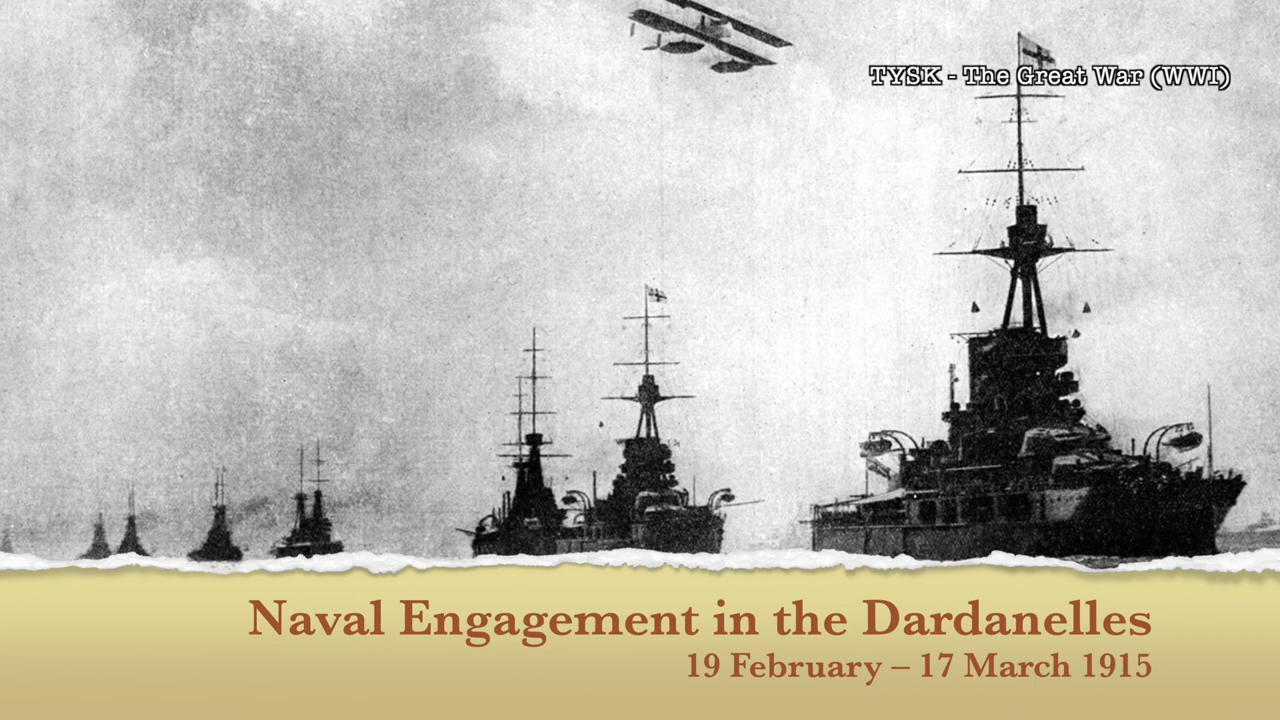 TYSK - The Great War (WWI)
Naval Engagement in the Dardanelles
19 February – 17 March 1915